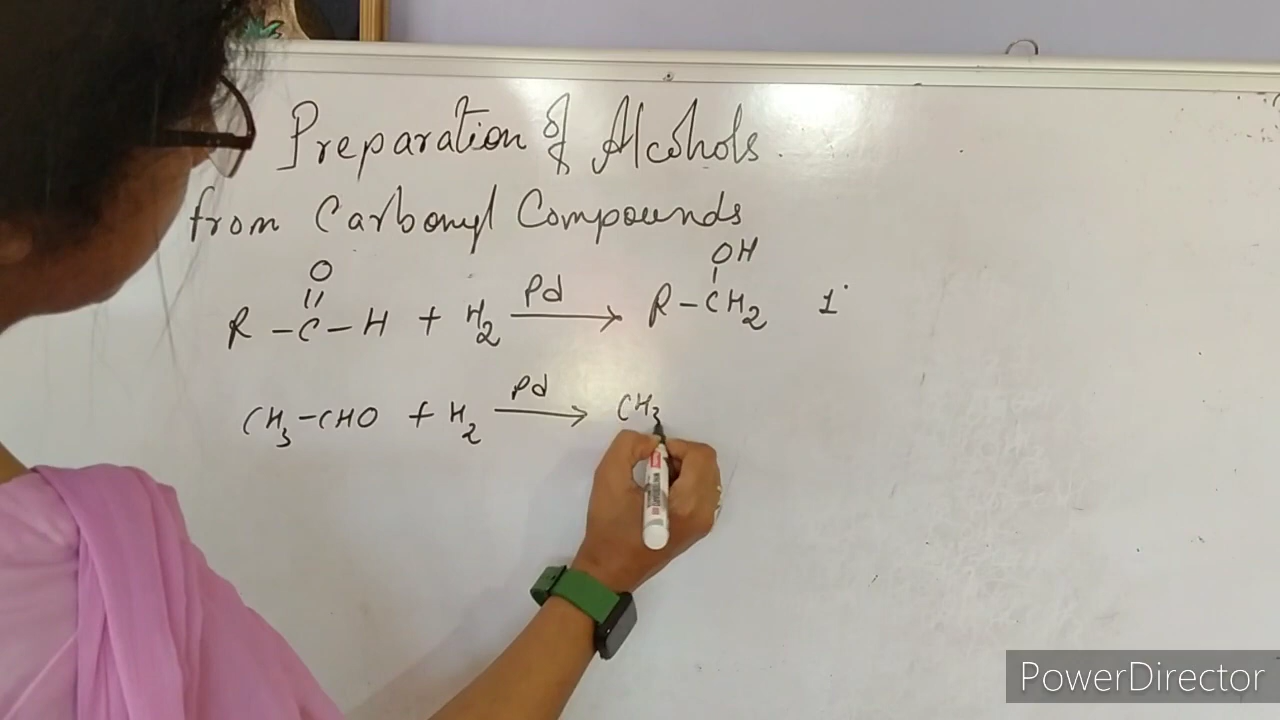 Preparation of Alcohols
from Carbonyl Compounds
O OH
|| |
R - C - H + H2 Pd → R - CH2 1°
CH3 - CHO + H2 Pd → CH3
PowerDirector